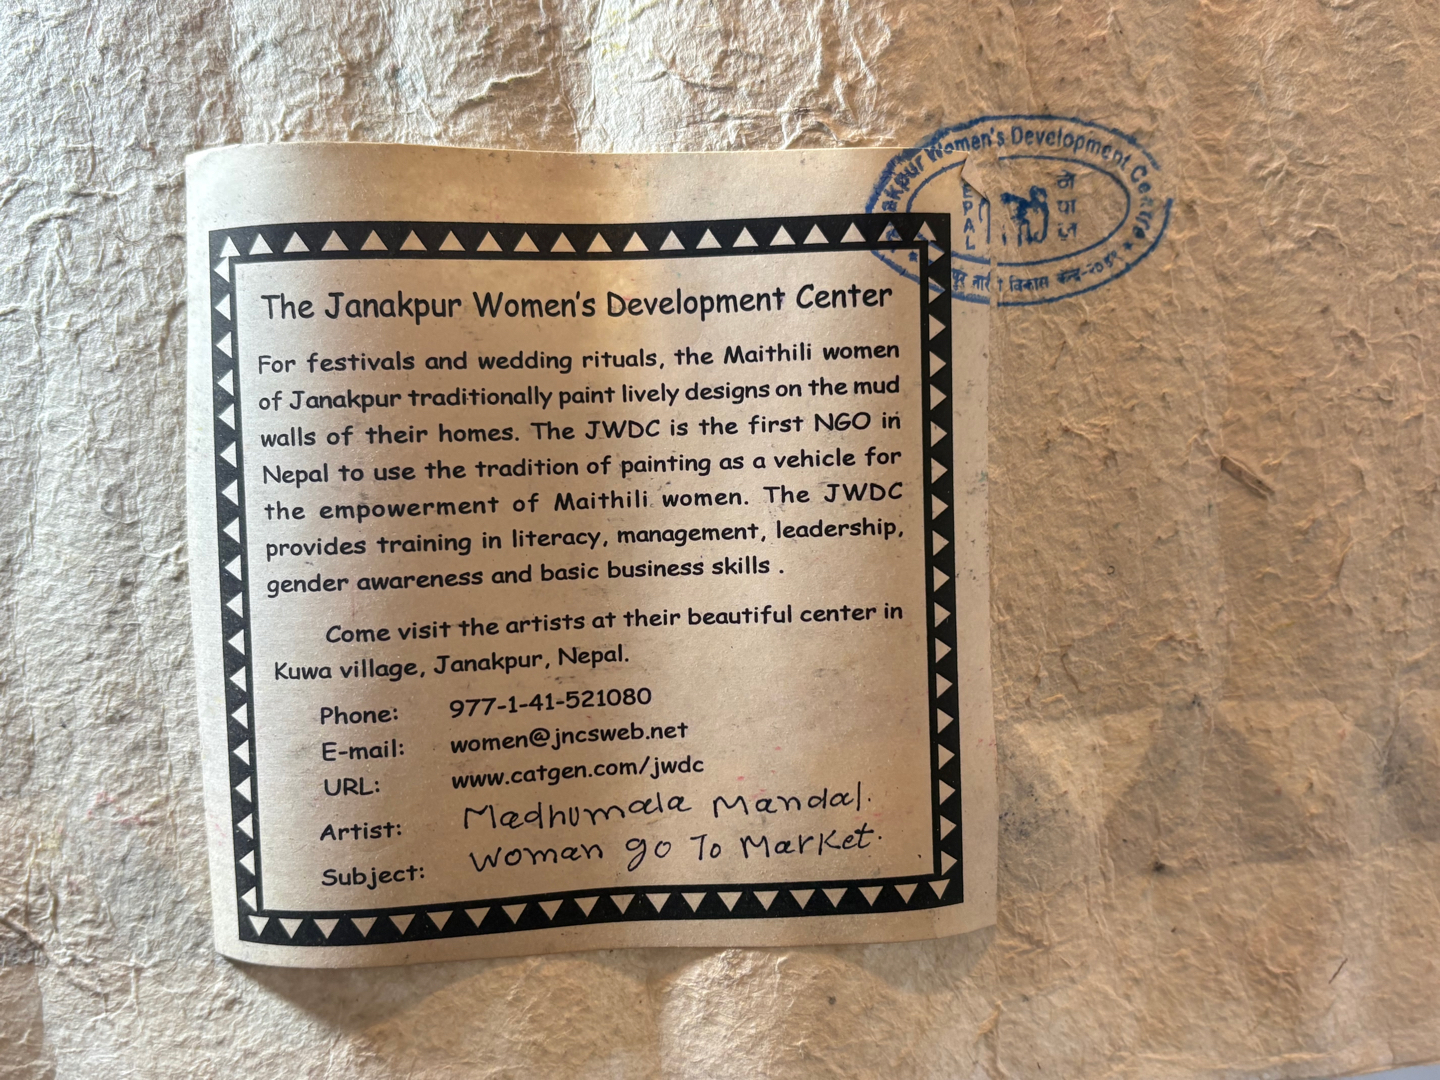 Women's Development Centre
NEPAL
नेपाल
विकास केन्द्र
The Janakpur Women's Development Center
For festivals and wedding rituals, the Maithili women
of Janakpur traditionally paint lively designs on the mud
walls of their homes. The JWDC is the first NGO in
Nepal to use the tradition of painting as a vehicle for
the empowerment of Maithili women. The JWDC
provides training in literacy, management, leadership,
gender awareness and basic business skills .
Come visit the artists at their beautiful center in
Kuwa village, Janakpur, Nepal.
Phone: 977-1-41-521080
E-mail: women@jncsweb.net
URL: www.catgen.com/jwdc
Artist: Madhumala Mandal.
Subject: Woman go To Market.